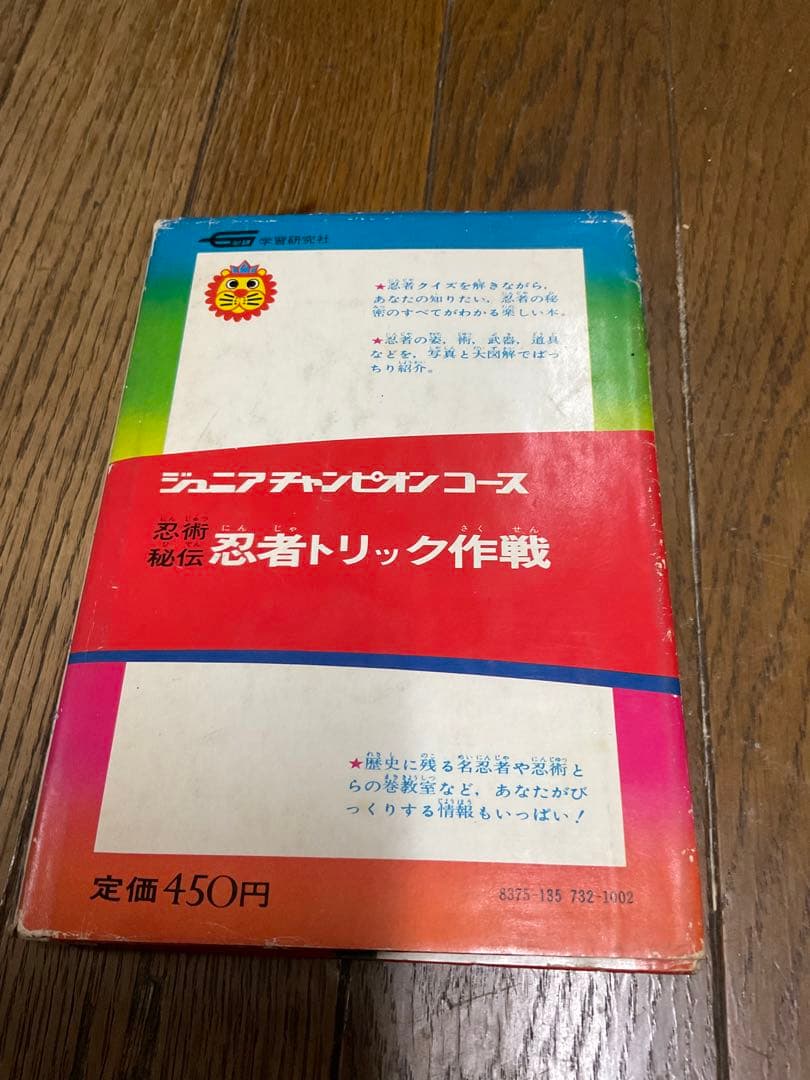 学研 学習研究社
★忍者クイズを解きながら、
あなたの知りたい、忍者の秘
密のすべてがわかる楽しい本。
★忍者の姿，術，武器，道具
などを，写真と大図解でばっ
ちり紹介。
ジュニアチャンピオン コース
忍術
秘伝 忍者トリック作戦
★歴史に残る名忍者や忍術と
らの巻教室など，あなたがび
っくりする情報もいっぱい！
定価450円
8375-135 732-1002